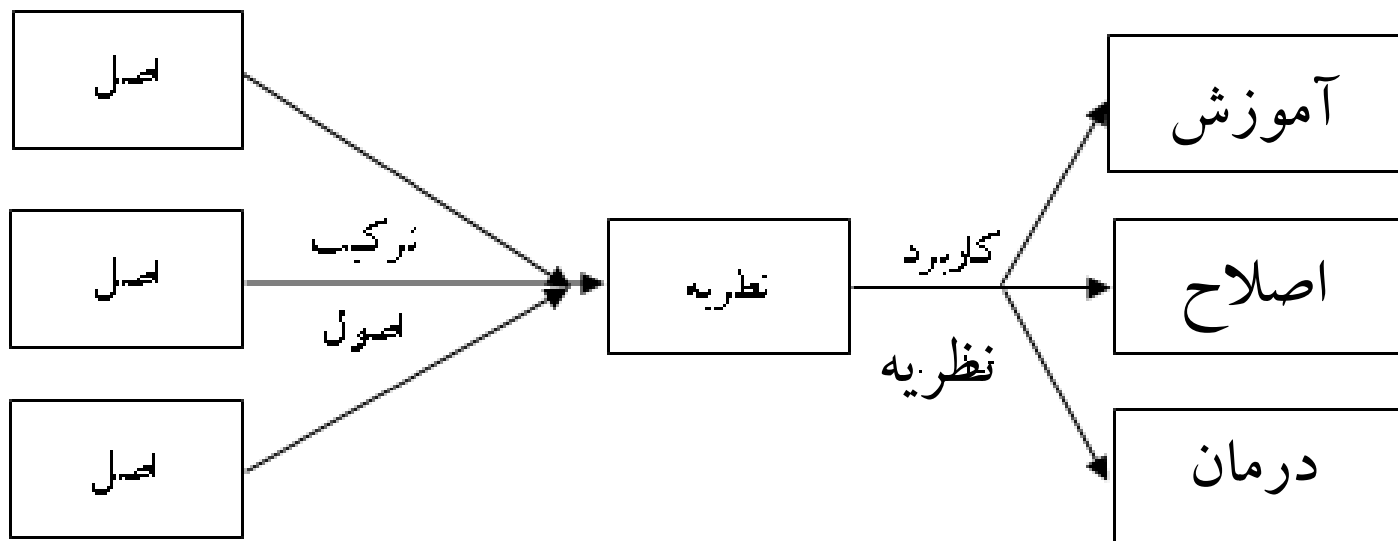 اصل
اصل
اصل
ترکیب
اصول
نظریه
کاربرد
نظریه
آموزش
اصلاح
درمان